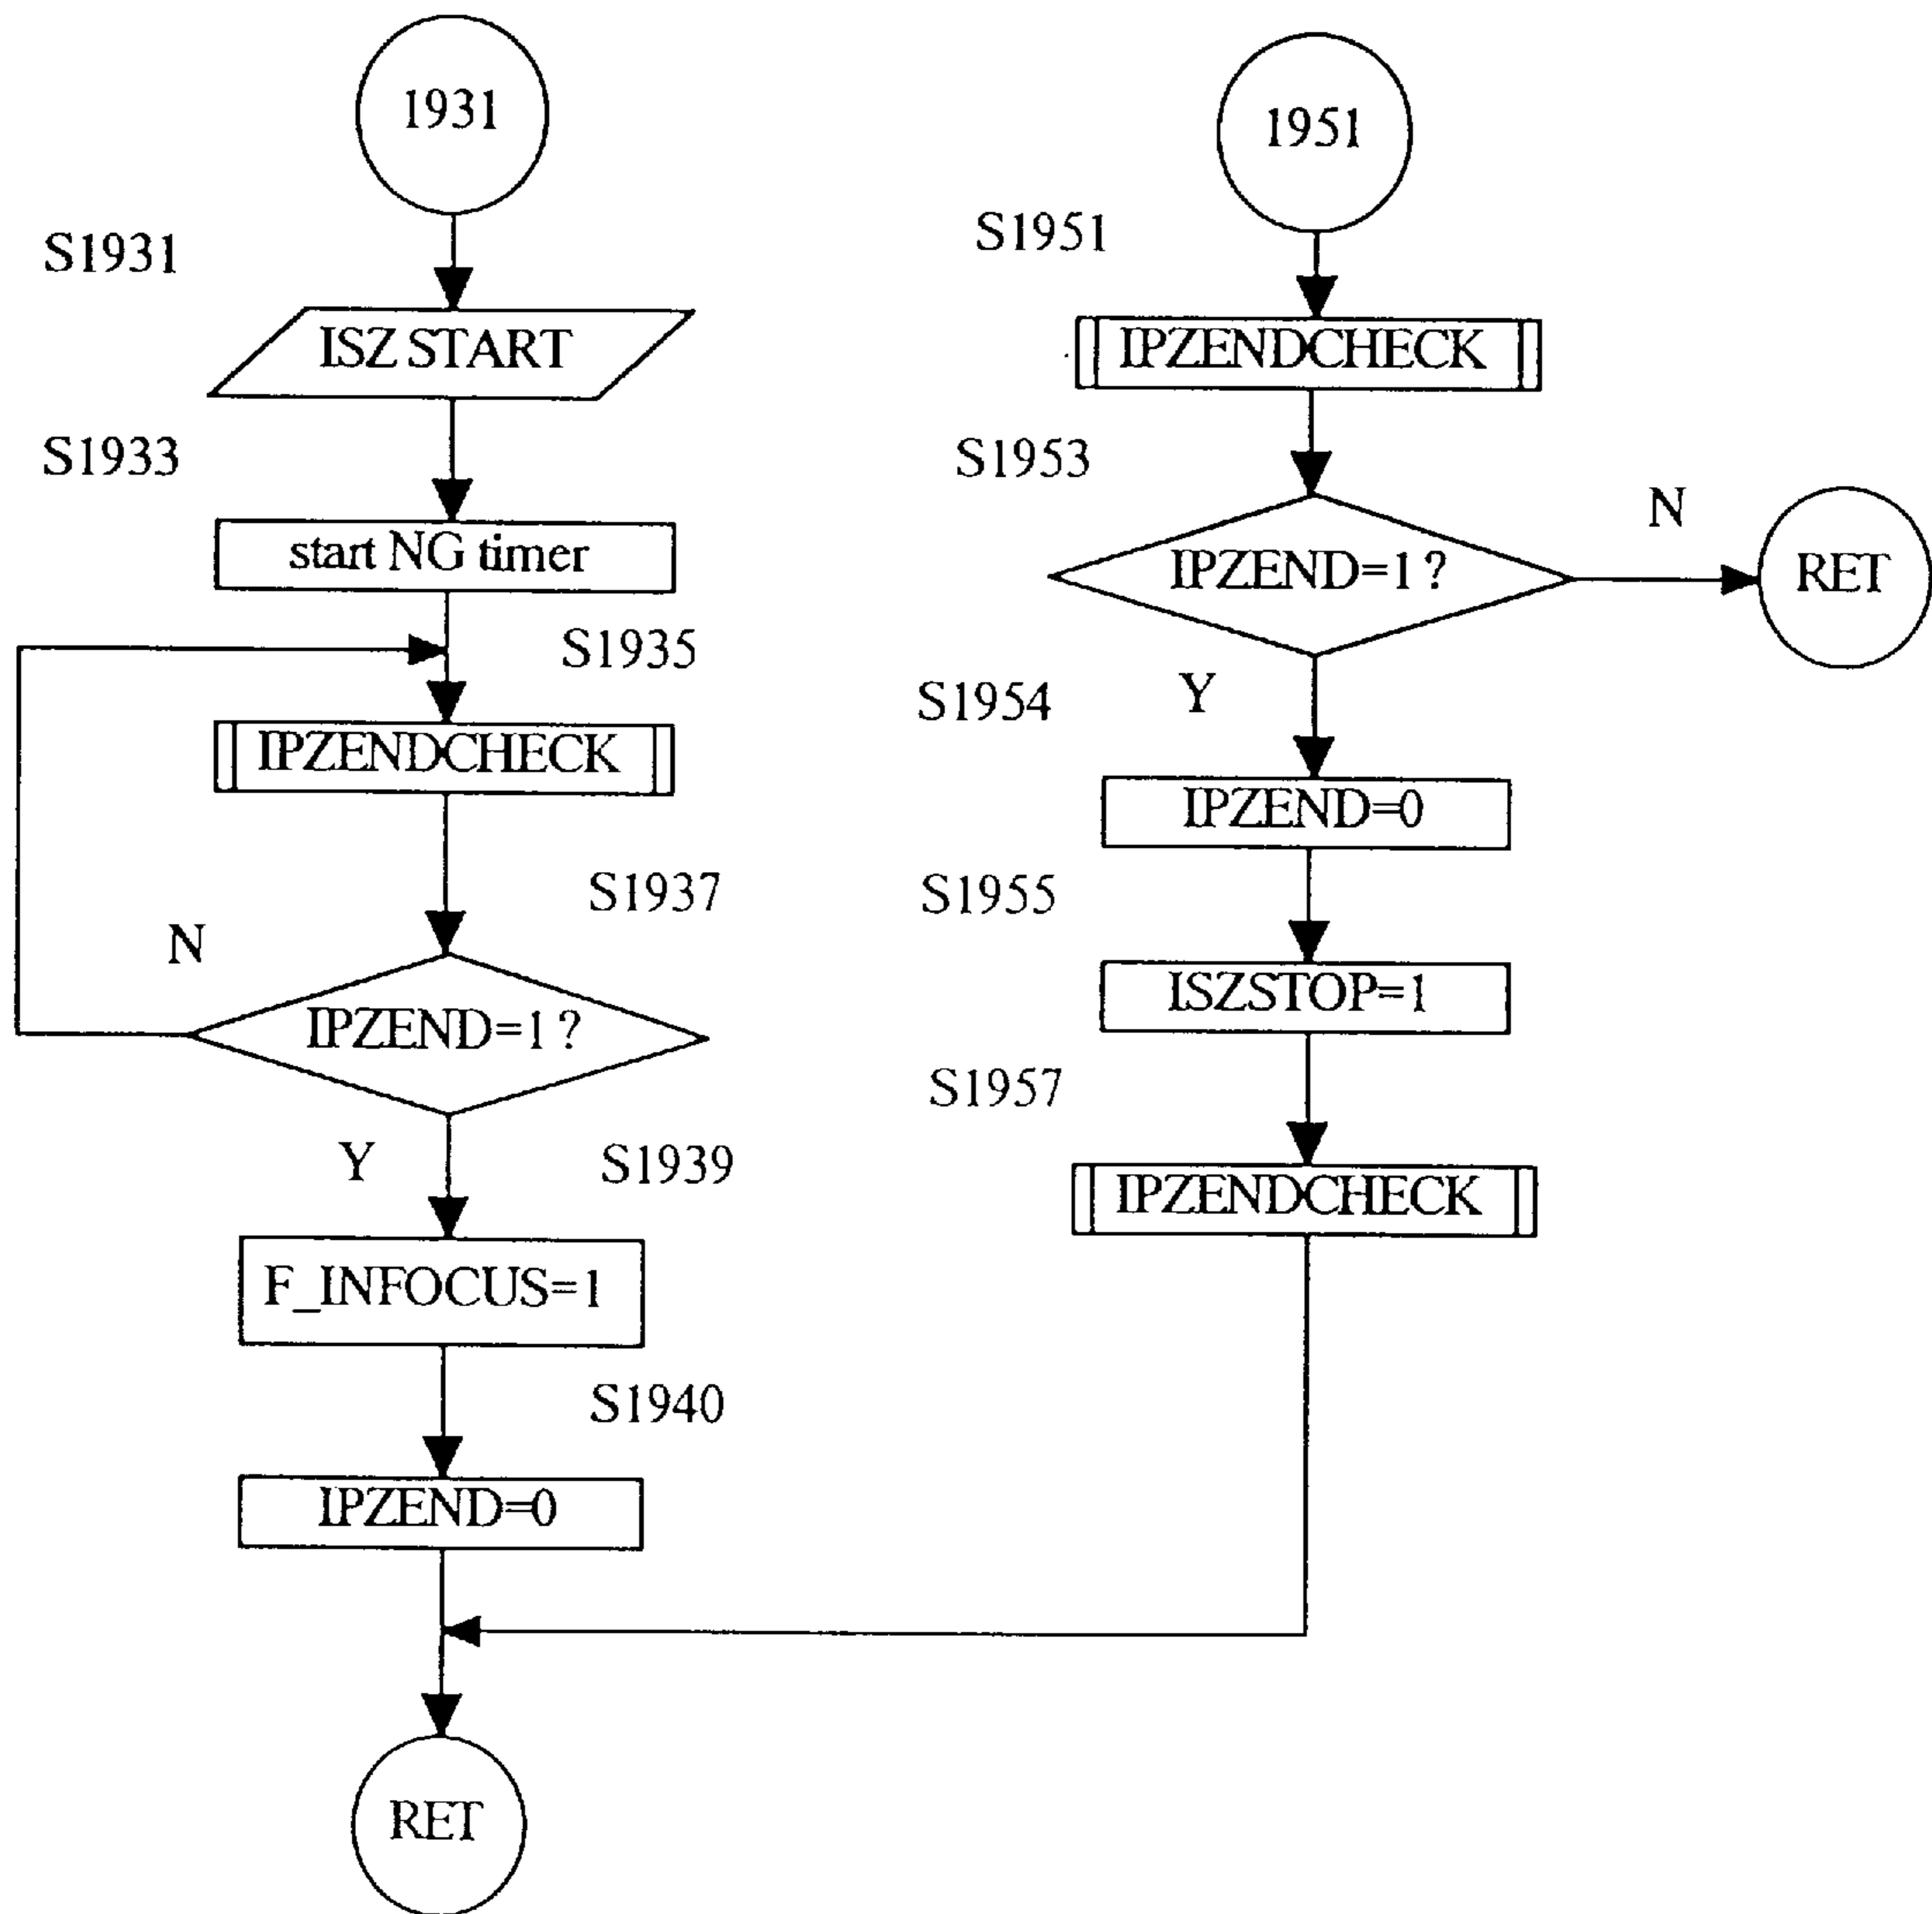 1931
S1931
ISZ START
S1933
start NG timer
S1935
IPZENDCHECK
S1937
N
IPZEND=1 ?
Y
S1939
F_INFOCUS=1
S1940
IPZEND=0
RET
1951
S1951
IPZENDCHECK
S1953
N
IPZEND=1 ?
RET
Y
S1954
IPZEND=0
S1955
ISZSTOP=1
S1957
IPZENDCHECK